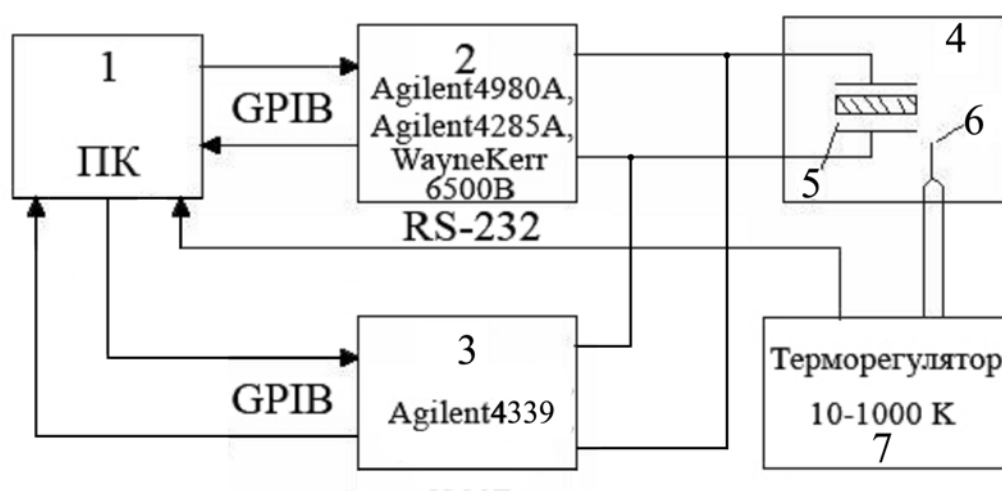 1
ПК
GPIB
2
Agilent4980A,
Agilent4285A,
WayneKerr
6500B
RS-232
4
5
6
3
Agilent4339
GPIB
Терморегулятор
10-1000 K
7